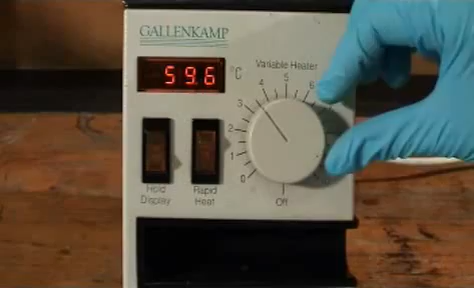 GALLENKAMP
59.6 °C
Variable Heater
0 1 2 3 4 5 6
Hold Display
Rapid Heat
Off